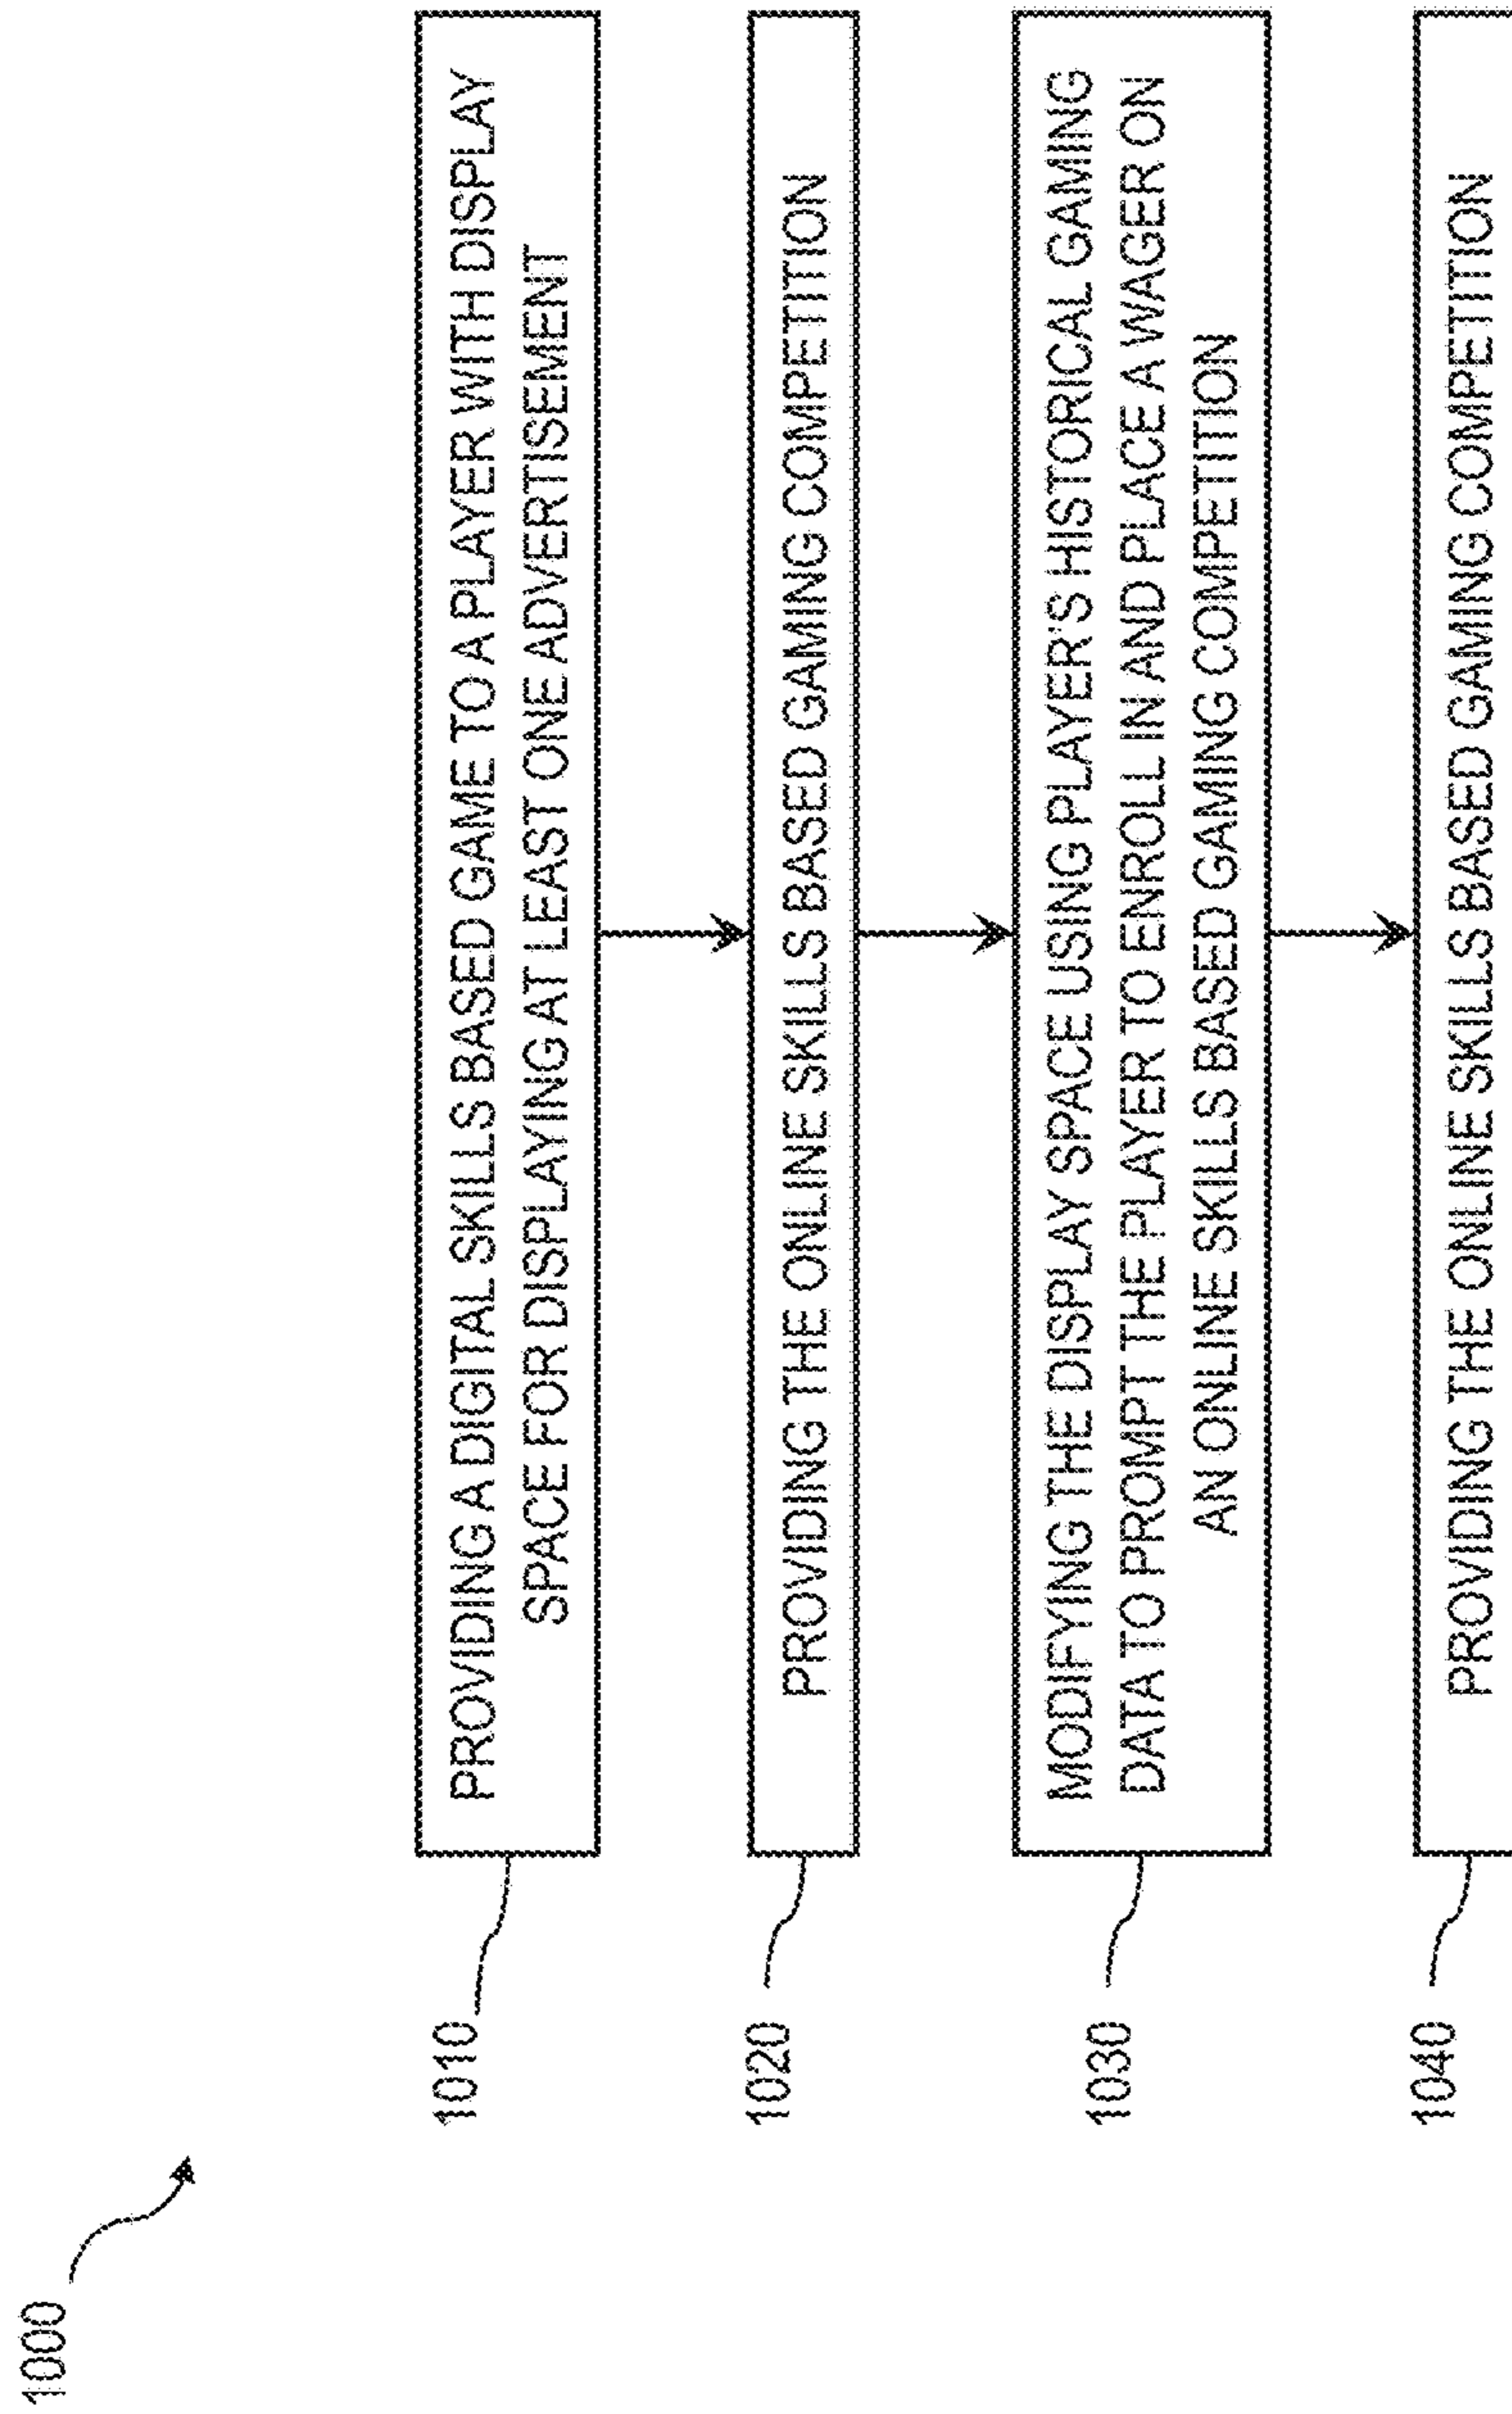 1000
1010
PROVIDING A DIGITAL SKILLS BASED GAME TO A PLAYER WITH DISPLAY
SPACE FOR DISPLAYING AT LEAST ONE ADVERTISEMENT
1020
PROVIDING THE ONLINE SKILLS BASED GAMING COMPETITION
1030
MODIFYING THE DISPLAY SPACE USING PLAYER'S HISTORICAL GAMING
DATA TO PROMPT THE PLAYER TO ENROLL IN AND PLACE A WAGER ON
AN ONLINE SKILLS BASED GAMING COMPETITION
1040
PROVIDING THE ONLINE SKILLS BASED GAMING COMPETITION